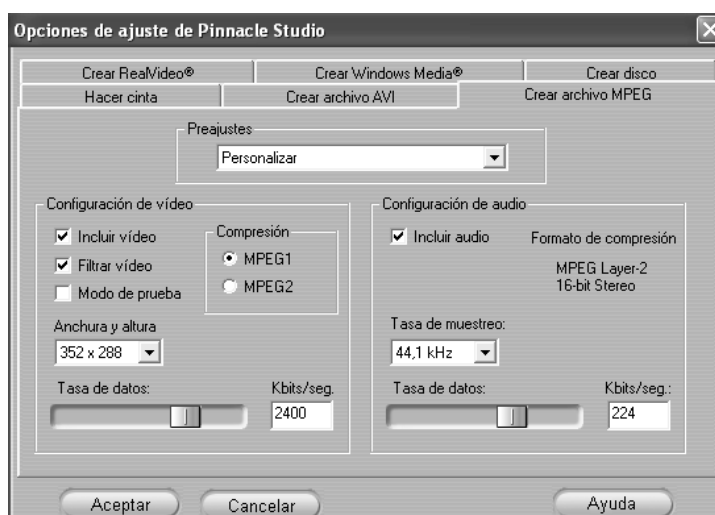 Opciones de ajuste de Pinnacle Studio
Crear RealVideo® Crear Windows Media® Crear disco
Hacer cinta Crear archivo AVI Crear archivo MPEG
Preajustes
Personalizar
Configuración de vídeo
Incluir vídeo
Filtrar vídeo
Modo de prueba
Compresión
MPEG1
MPEG2
Anchura y altura
352 x 288
Tasa de datos: Kbits/seg.
2400
Configuración de audio
Incluir audio
Formato de compresión
MPEG Layer-2
16-bit Stereo
Tasa de muestreo:
44,1 kHz
Tasa de datos: Kbits/seg.:
224
Aceptar Cancelar Ayuda